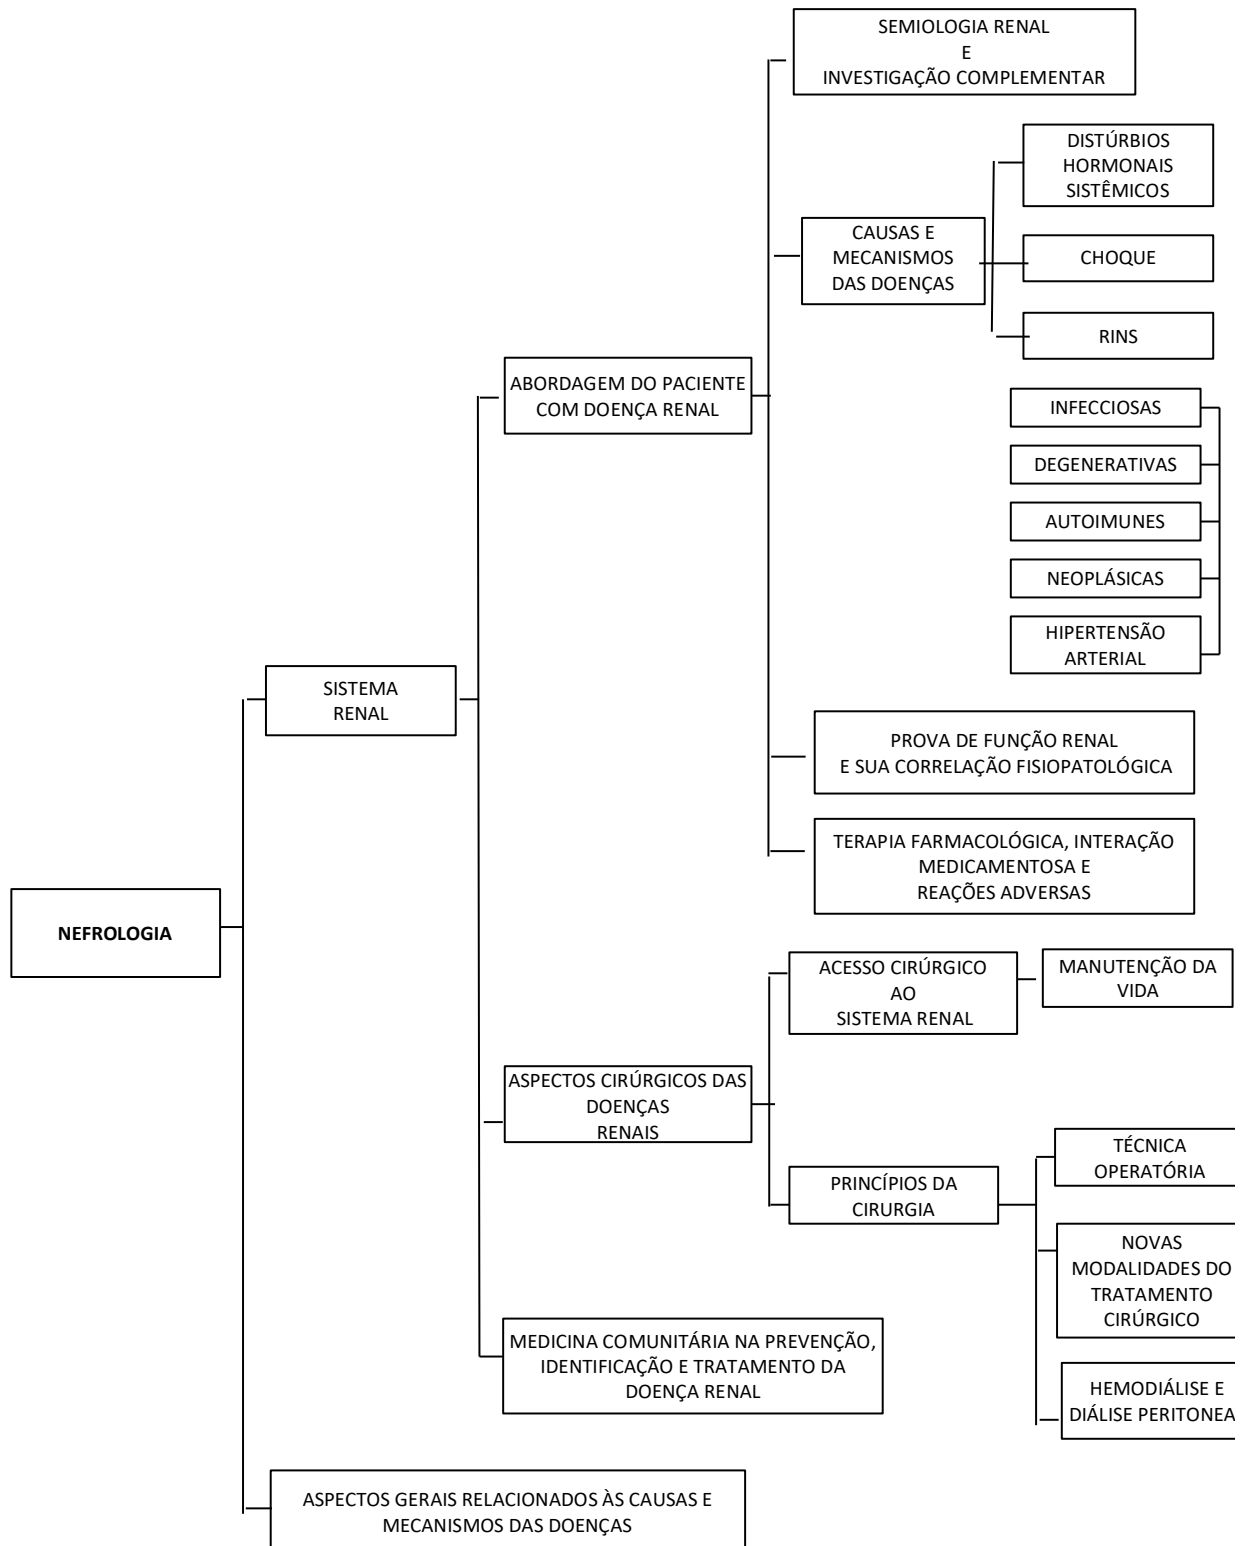 SEMIOLOGIA RENAL
E
INVESTIGAÇÃO COMPLEMENTAR
DISTÚRBIOS
HORMONAIS
SISTÊMICOS
CAUSAS E
MECANISMOS
DAS DOENÇAS
CHOQUE
RINS
ABORDAGEM DO PACIENTE
COM DOENÇA RENAL
INFECCIOSAS
DEGENERATIVAS
AUTOIMUNES
NEOPLÁSICAS
HIPERTENSÃO
ARTERIAL
SISTEMA
RENAL
PROVA DE FUNÇÃO RENAL
E SUA CORRELAÇÃO FISIOPATOLÓGICA
TERAPIA FARMACOLÓGICA, INTERAÇÃO
MEDICAMENTOSA E
REAÇÕES ADVERSAS
NEFROLOGIA
ACESSO CIRÚRGICO
AO
SISTEMA RENAL
MANUTENÇÃO DA
VIDA
ASPECTOS CIRÚRGICOS DAS
DOENÇAS
RENAIS
PRINCÍPIOS DA
CIRURGIA
TÉCNICA
OPERATÓRIA
NOVAS
MODALIDADES DO
TRATAMENTO
CIRÚRGICO
MEDICINA COMUNITÁRIA NA PREVENÇÃO,
IDENTIFICAÇÃO E TRATAMENTO DA
DOENÇA RENAL
HEMODIÁLISE E
DIÁLISE PERITONEA
ASPECTOS GERAIS RELACIONADOS ÀS CAUSAS E
MECANISMOS DAS DOENÇAS